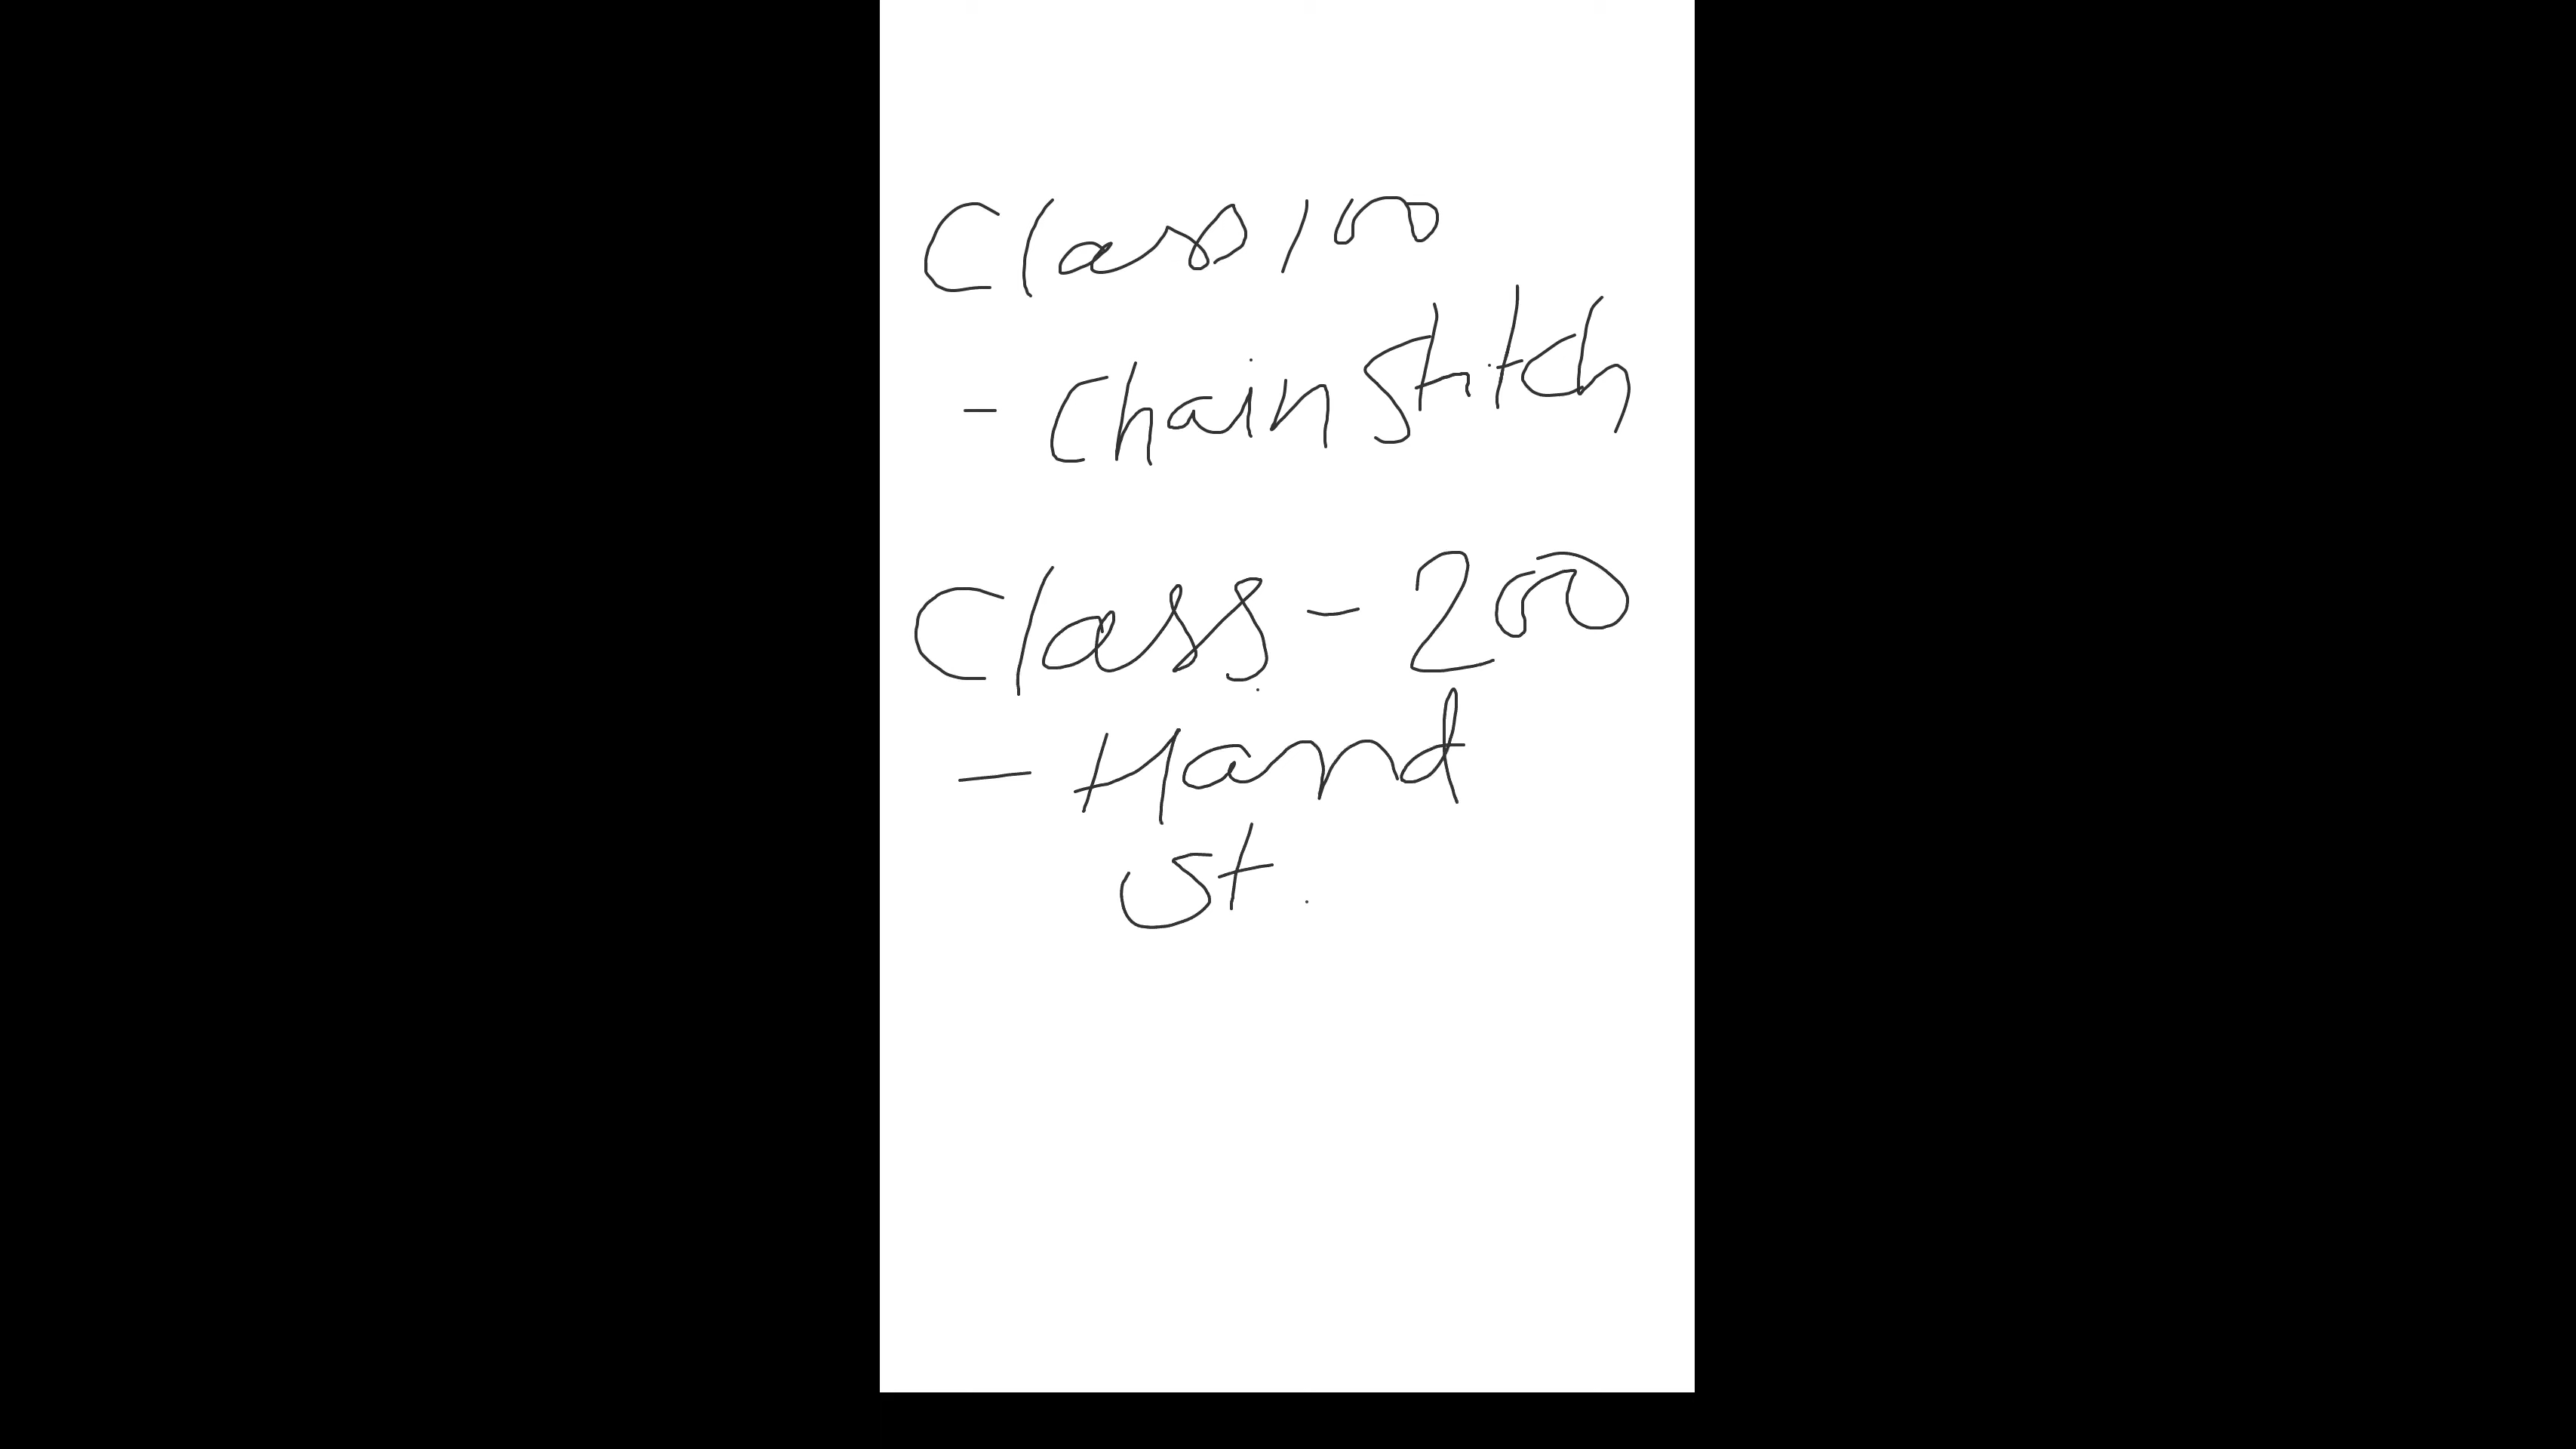 Class 100
- Chain Stitch
Class - 200
- Hand
St.